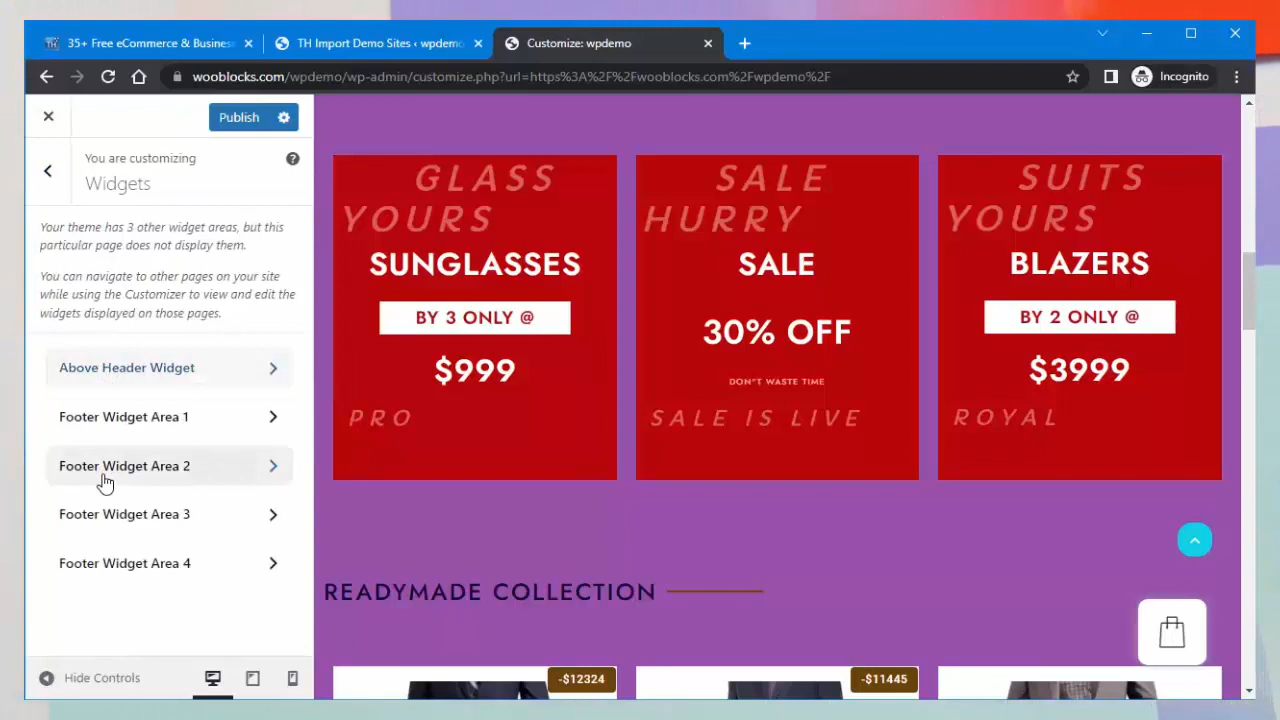 35+ Free eCommerce & Busines
TH Import Demo Sites ‹ wpdemo
Customize: wpdemo
wooblocks.com/wpdemo/wp-admin/customize.php?url=https%3A%2F%2Fwooblocks.com%2Fwpdemo%2F
Incognito
Publish
You are customizing
Widgets
Your theme has 3 other widget areas, but this
particular page does not display them.
You can navigate to other pages on your site
while using the Customizer to view and edit the
widgets displayed on those pages.
Above Header Widget
Footer Widget Area 1
Footer Widget Area 2
Footer Widget Area 3
Footer Widget Area 4
Hide Controls
GLASS
YOURS
SUNGLASSES
BY 3 ONLY @
$999
PRO
SALE
HURRY
SALE
30% OFF
DON"T WASTE TIME
SALE IS LIVE
SUITS
YOURS
BLAZERS
BY 2 ONLY @
$3999
ROYAL
READYMADE COLLECTION
-$12324
-$11445